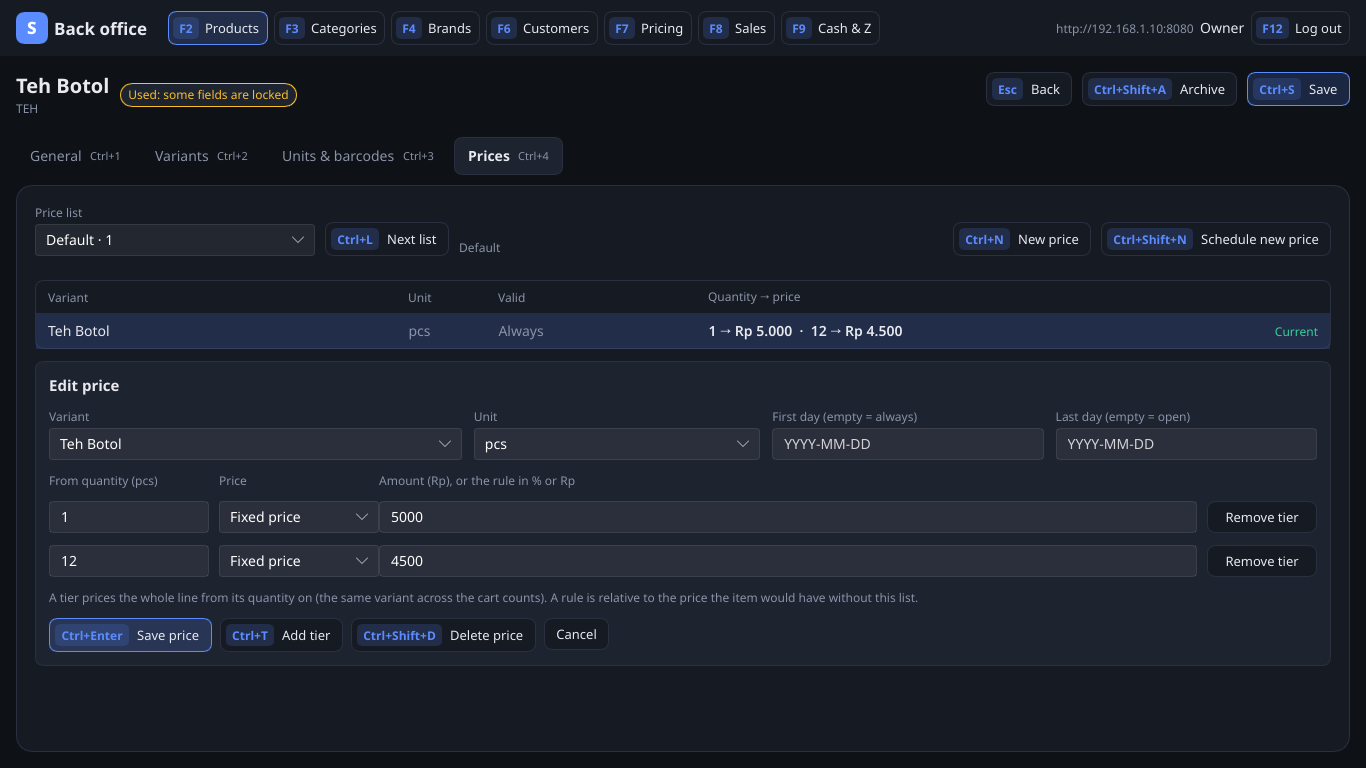 S Back office F2 Products F3 Categories F4 Brands F6 Customers F7 Pricing F8 Sales F9 Cash & Z http://192.168.1.10:8080 Owner F12 Log out
Teh Botol Used: some fields are locked Esc Back Ctrl+Shift+A Archive Ctrl+S Save
TEH
General Ctrl+1 Variants Ctrl+2 Units & barcodes Ctrl+3 Prices Ctrl+4
Price list
Default · 1 Ctrl+L Next list Default Ctrl+N New price Ctrl+Shift+N Schedule new price
Variant Unit Valid Quantity → price
Teh Botol pcs Always 1 → Rp 5.000 · 12 → Rp 4.500 Current
Edit price
Variant Unit First day (empty = always) Last day (empty = open)
Teh Botol pcs YYYY-MM-DD YYYY-MM-DD
From quantity (pcs) Price Amount (Rp), or the rule in % or Rp
1 Fixed price 5000 Remove tier
12 Fixed price 4500 Remove tier
A tier prices the whole line from its quantity on (the same variant across the cart counts). A rule is relative to the price the item would have without this list.
Ctrl+Enter Save price Ctrl+T Add tier Ctrl+Shift+D Delete price Cancel